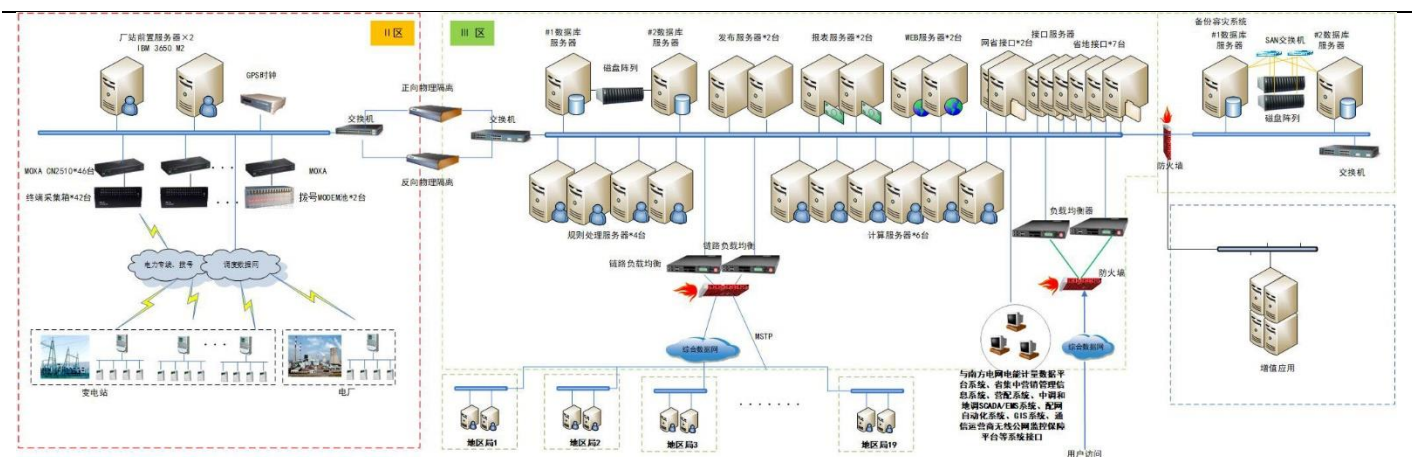 厂站前置服务器×2
IBM 3650 M2
GPS时钟
II 区
正向物理隔离
交换机
交换机
反向物理隔离
MOXA CN2510*46台
MOXA
终端采集箱*42台
拨号MODEM池*2台
电力专线、拨号
调度数据网
变电站
电厂
III 区
#1数据库
服务器
磁盘阵列
#2数据库
服务器
发布服务器*2台
报表服务器*2台
WEB服务器*2台
接口服务器
网省接口*2台
省地接口*7台
规则处理服务器*4台
计算服务器*6台
链路负载均衡
链路负载均衡
MSTP
综合数据网
地区局1
地区局2
地区局3
地区局19
负载均衡器
防火墙
综合数据网
用户访问
与南方电网电能计量数据平
台系统、省集中营销管理信
息系统、营配系统、中调和
地调SCADA/EMS系统、配网
自动化系统、GIS系统、通
信运营商无线公网监控保障
平台等系统接口
备份容灾系统
#1数据库
服务器
SAN交换机
#2数据库
服务器
磁盘阵列
防火墙
交换机
增值应用